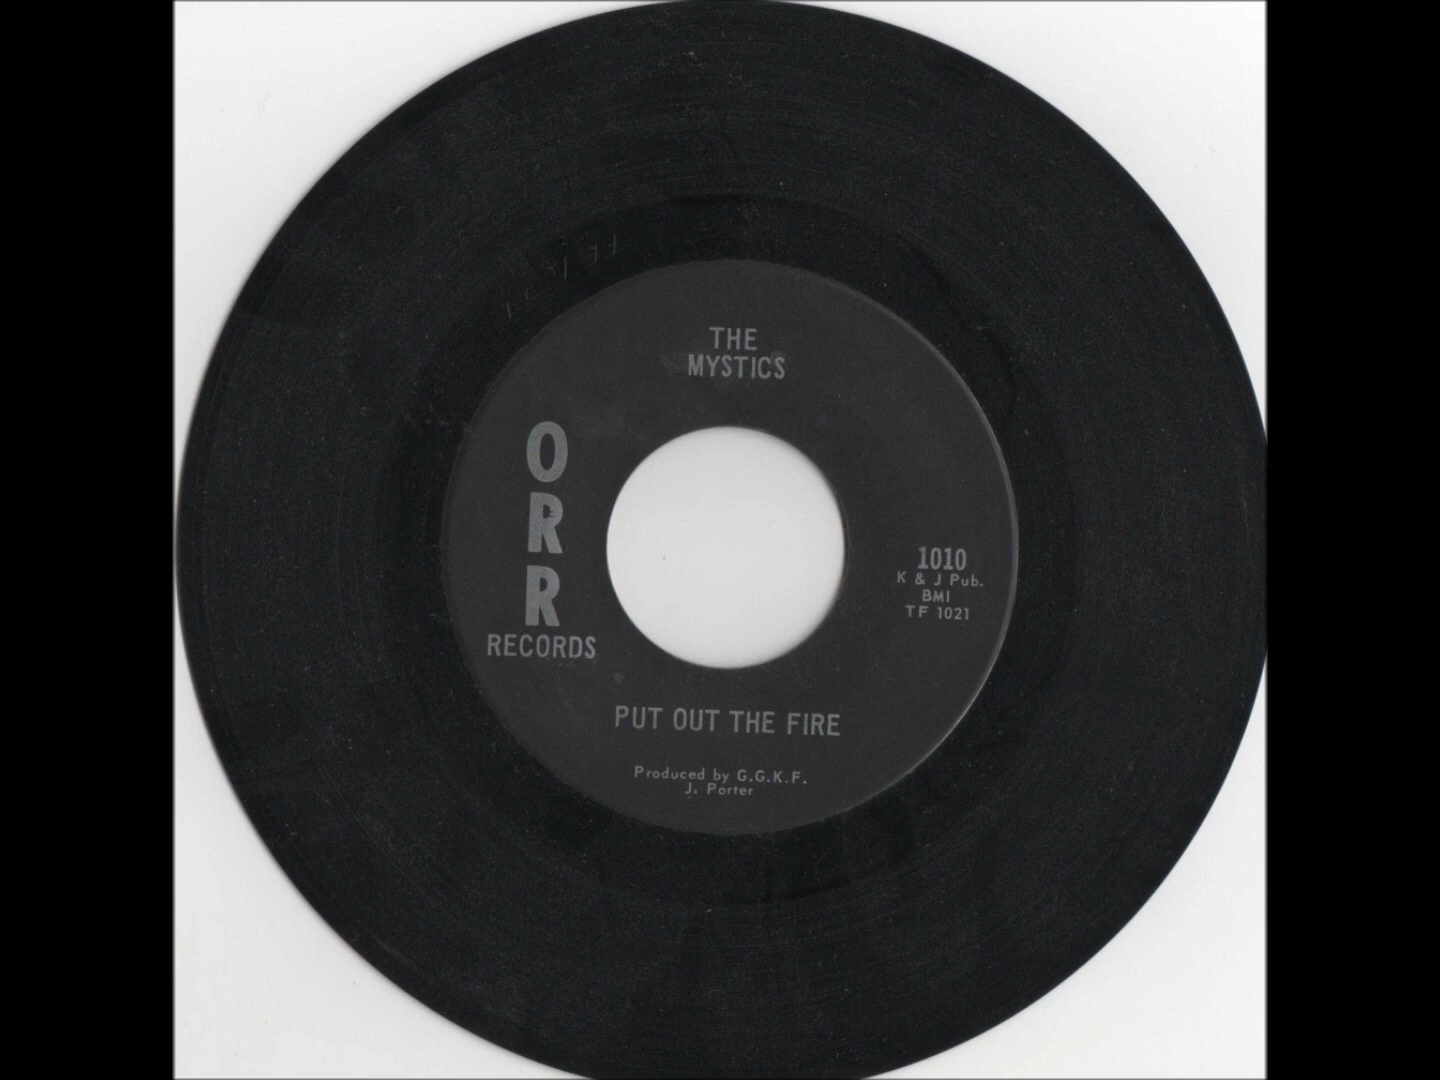 THE
MYSTICS
O
R
R
RECORDS
1010
K & J Pub.
BMI
TF 1021
PUT OUT THE FIRE
Produced by G.G.K.F.
J. Porter